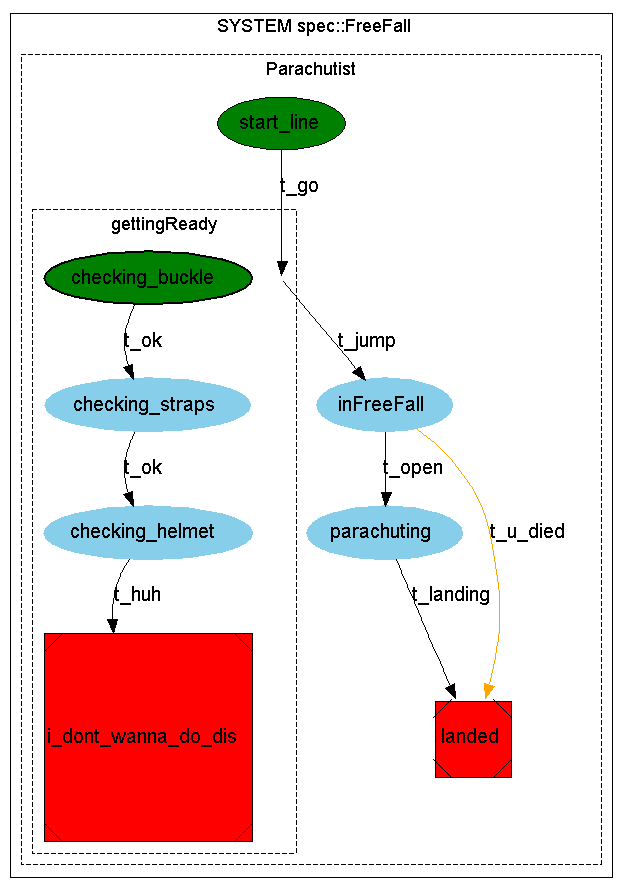 SYSTEM spec::FreeFall
Parachutist
start_line
t_go
gettingReady
checking_buckle
t_ok
t_jump
checking_straps
inFreeFall
t_ok
t_open
checking_helmet
parachuting
t_u_died
t_huh
t_landing
i_dont_wanna_do_dis
landed